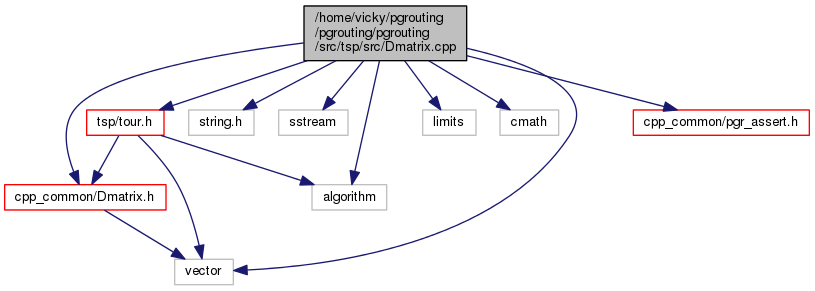 /home/vicky/pgrouting
/pgrouting/pgrouting
/src/tsp/src/Dmatrix.cpp
tsp/tour.h
string.h
sstream
limits
cmath
cpp_common/pgr_assert.h
cpp_common/Dmatrix.h
algorithm
vector